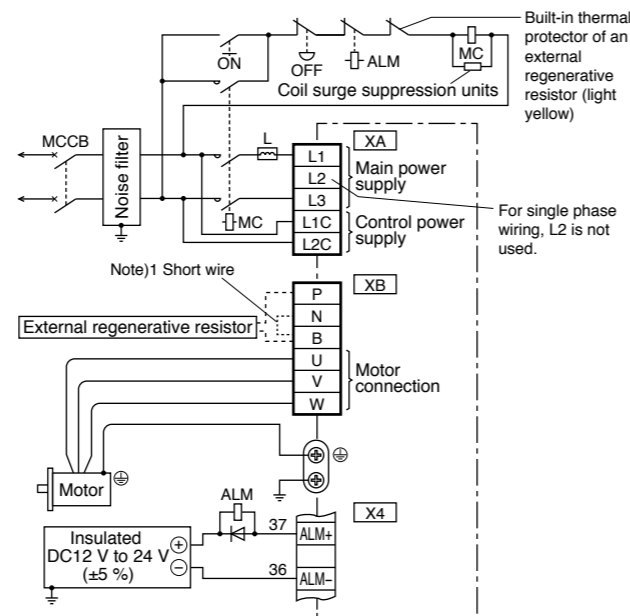 Built-in thermal
protector of an
external
regenerative
resistor (light
yellow)
ON
OFF
ALM
MC
Coil surge suppression units
MCCB
Noise filter
L
MC
XA
L1
L2
L3
L1C
L2C
Main power
supply
Control power
supply
For single phase
wiring, L2 is not
used.
Note)1 Short wire
External regenerative resistor
XB
P
N
B
U
V
W
Motor
connection
Motor
ALM
X4
Insulated
DC12 V to 24 V
(±5 %)
+
−
37
36
ALM+
ALM−